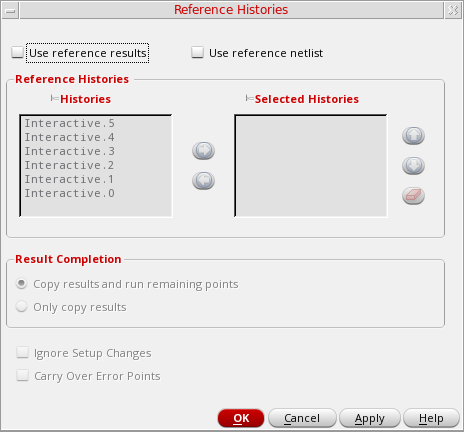 Reference Histories
Use reference results
Use reference netlist
Reference Histories
Histories
Selected Histories
Interactive.5
Interactive.4
Interactive.3
Interactive.2
Interactive.1
Interactive.0
Result Completion
Copy results and run remaining points
Only copy results
Ignore Setup Changes
Carry Over Error Points
OK
Cancel
Apply
Help